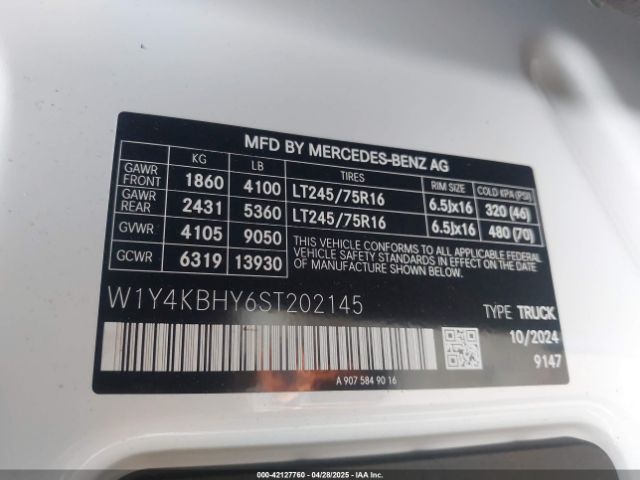 MFD BY MERCEDES-BENZ AG
KG LB TIRES RIM SIZE COLD KPA (PSI)
GAWR FRONT 1860 4100 LT245/75R16 6.5Jx16 320 (46)
GAWR REAR 2431 5360 LT245/75R16 6.5Jx16 480 (70)
GVWR 4105 9050
GCWR 6319 13930
THIS VEHICLE CONFORMS TO ALL APPLICABLE FEDERAL
VEHICLE SAFETY STANDARDS IN EFFECT ON THE DATE
OF MANUFACTURE SHOWN BELOW.
W1Y4KBHY6ST202145
TYPE TRUCK
10/2024
9147
A 907 584 90 16
000-42127760 - 04/28/2025 - IAA Inc.